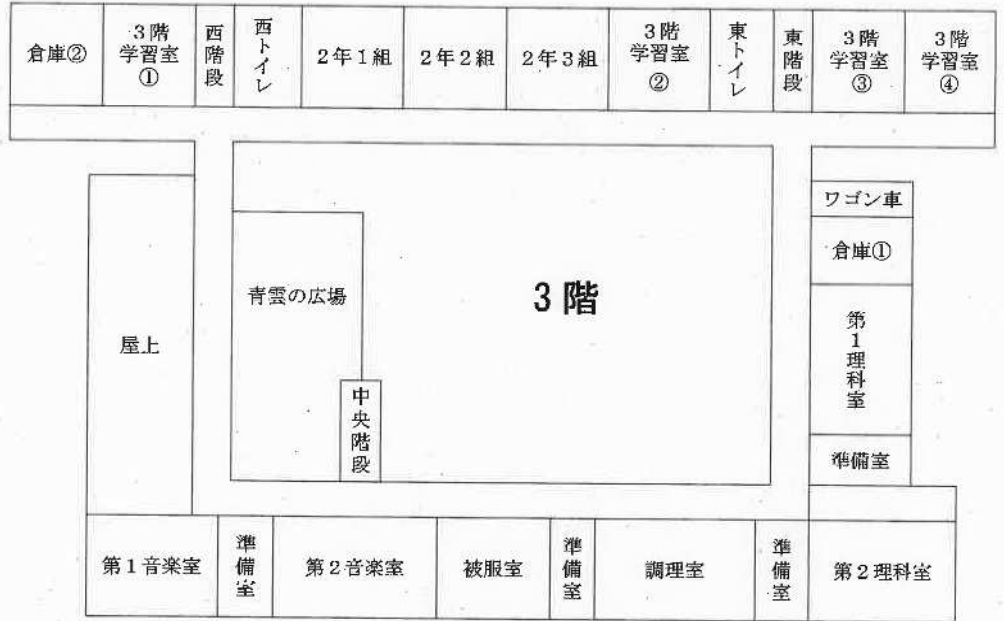 倉庫②
3階
学習室
①
西階段
西トイレ
2年1組
2年2組
2年3組
3階
学習室
②
東トイレ
東階段
3階
学習室
③
3階
学習室
④
屋上
青雲の広場
中央階段
3階
ワゴン車
倉庫①
第1理科室
準備室
第1音楽室
準備室
第2音楽室
被服室
準備室
調理室
準備室
第2理科室